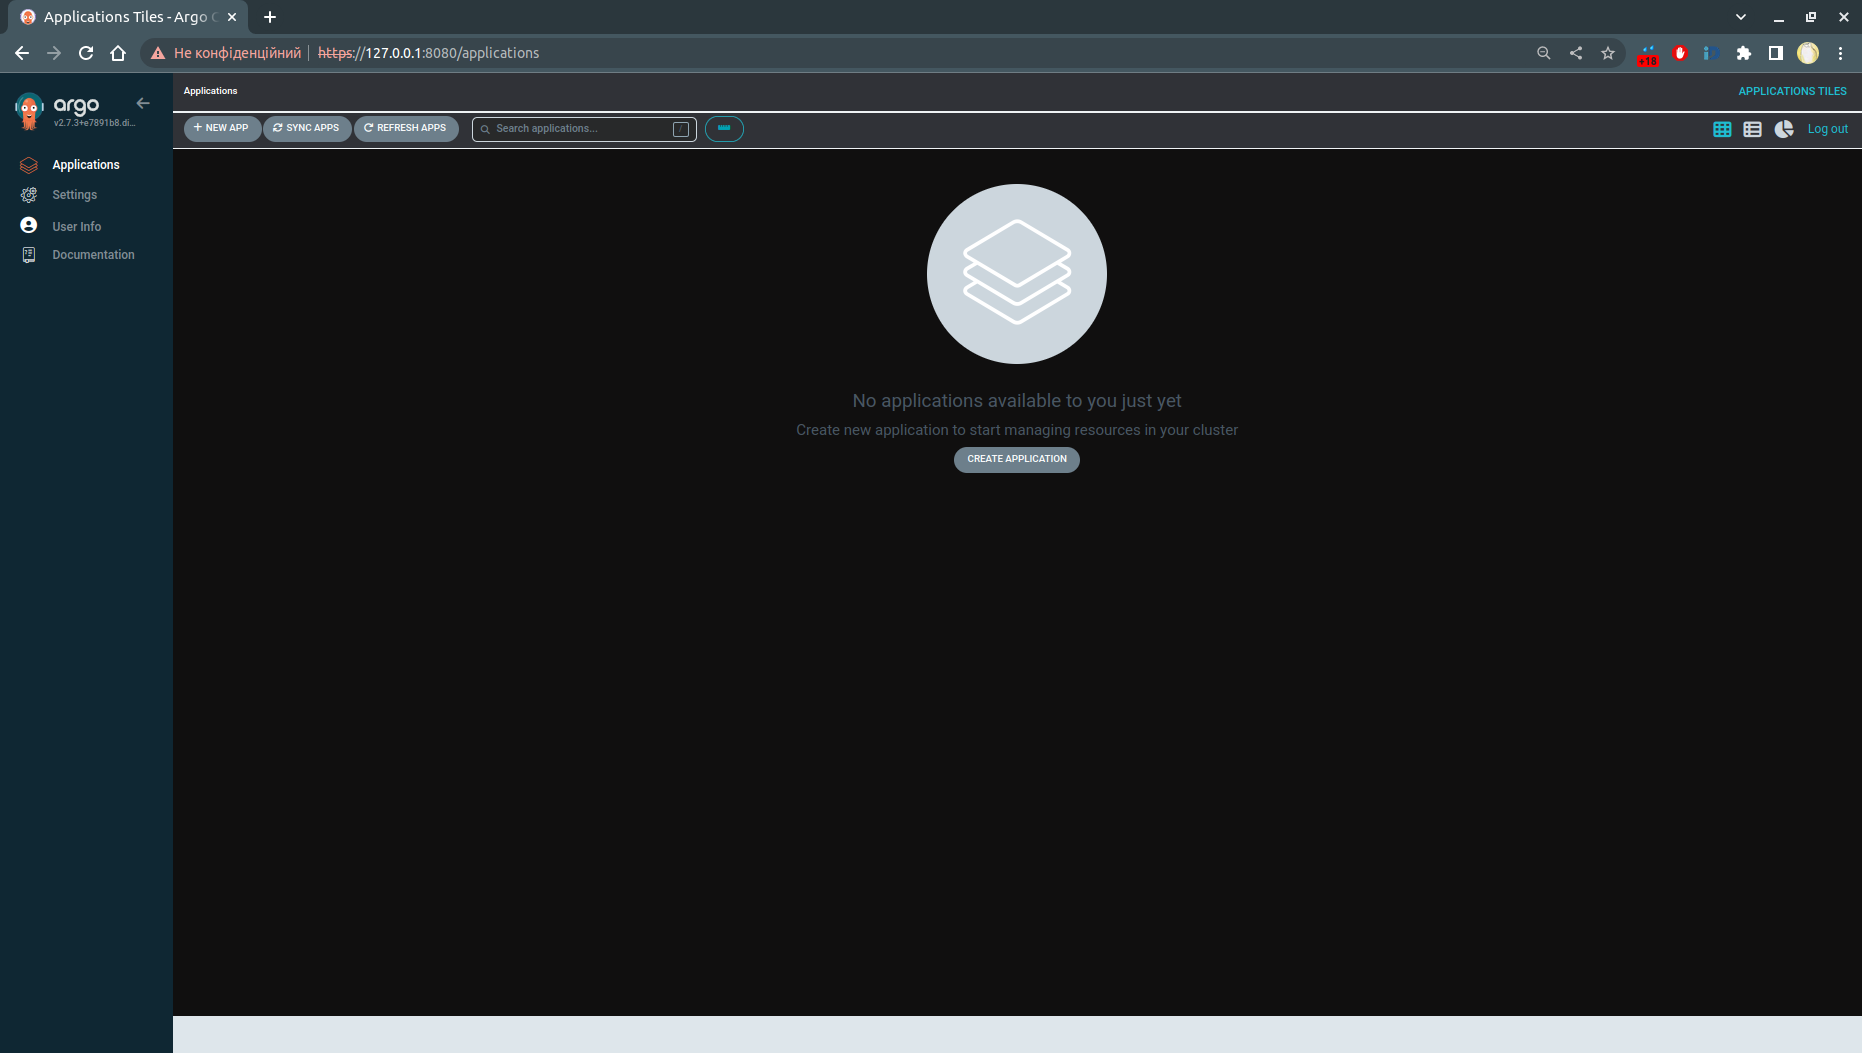 Applications Tiles - Argo C
Не конфіденційний https://127.0.0.1:8080/applications
+18
argo
v2.7.3+e7891b8.di...
Applications
Settings
User Info
Documentation
Applications
APPLICATIONS TILES
NEW APP SYNC APPS REFRESH APPS Search applications... / Log out
No applications available to you just yet
Create new application to start managing resources in your cluster
CREATE APPLICATION